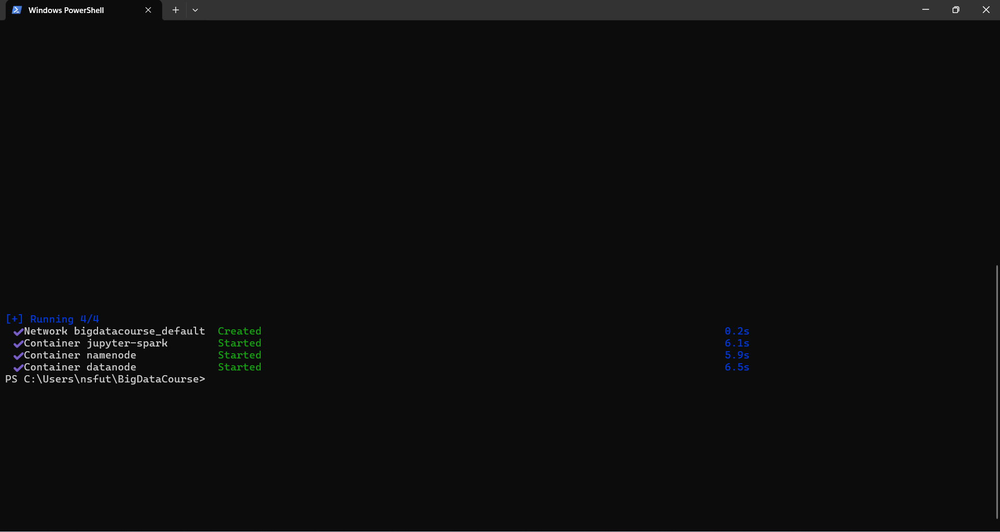 Windows PowerShell
[+] Running 4/4
✔Network bigdatacourse_default  Created  0.2s
✔Container jupyter-spark  Started  6.1s
✔Container namenode  Started  5.9s
✔Container datanode  Started  6.5s
PS C:\Users\nsfut\BigDataCourse>